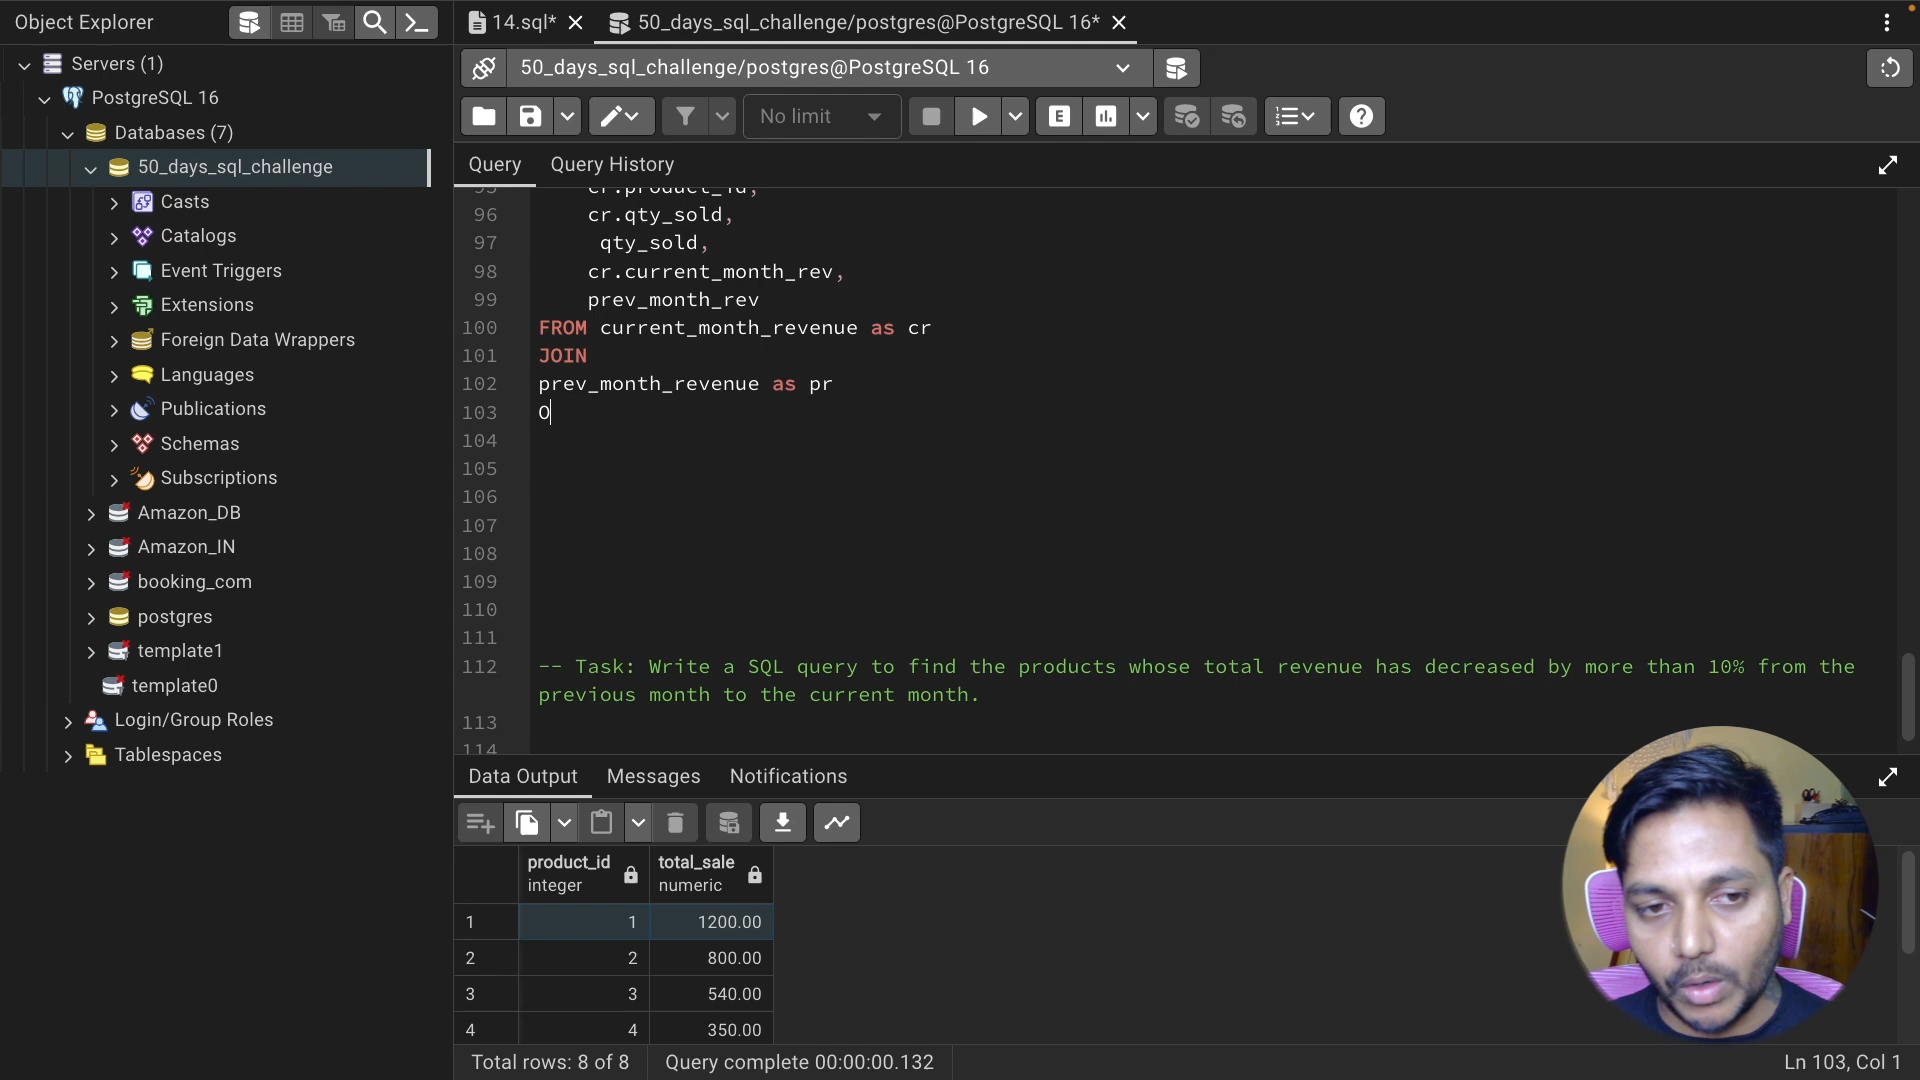 Object Explorer
14.sql*
50_days_sql_challenge/postgres@PostgreSQL 16*
Servers (1)
PostgreSQL 16
Databases (7)
50_days_sql_challenge
Casts
Catalogs
Event Triggers
Extensions
Foreign Data Wrappers
Languages
Publications
Schemas
Subscriptions
Amazon_DB
Amazon_IN
booking_com
postgres
template1
template0
Login/Group Roles
Tablespaces
50_days_sql_challenge/postgres@PostgreSQL 16
No limit
E
Query Query History
95 cr.product_id,
96 cr.qty_sold,
97 qty_sold,
98 cr.current_month_rev,
99 prev_month_rev
100 FROM current_month_revenue as cr
101 JOIN
102 prev_month_revenue as pr
103 O
104
105
106
107
108
109
110
111
112 -- Task: Write a SQL query to find the products whose total revenue has decreased by more than 10% from the
previous month to the current month.
113
114
Data Output Messages Notifications
product_id total_sale
integer numeric
1 1 1200.00
2 2 800.00
3 3 540.00
4 4 350.00
Total rows: 8 of 8 Query complete 00:00:00.132 Ln 103, Col 1